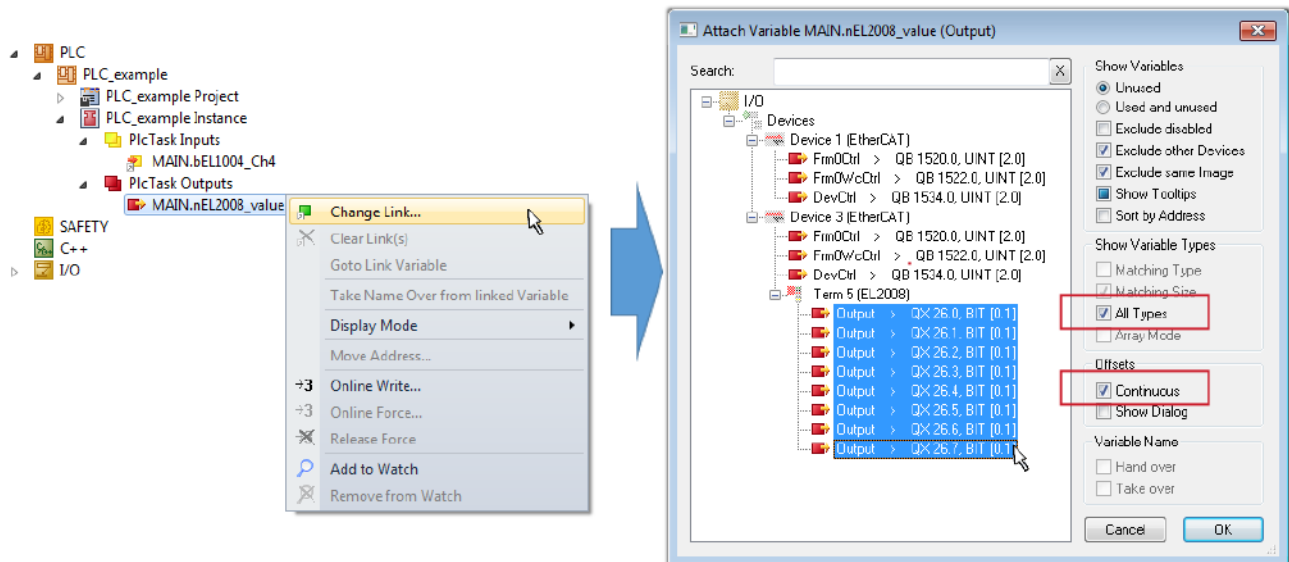 PLC
PLC_example
PLC_example Project
PLC_example Instance
PlcTask Inputs
MAIN.bEL1004_Ch4
PlcTask Outputs
MAIN.nEL2008_value
SAFETY
C++
I/O
Change Link...
Clear Link(s)
Goto Link Variable
Take Name Over from linked Variable
Display Mode
Move Address...
Online Write...
Online Force...
Release Force
Add to Watch
Remove from Watch
Attach Variable MAIN.nEL2008_value (Output)
Search:
X
I/O
Devices
Device 1 (EtherCAT)
Frm0Ctrl > QB 1520.0, UINT [2.0]
Frm0WcCtrl > QB 1522.0, UINT [2.0]
DevCtrl > QB 1534.0, UINT [2.0]
Device 3 (EtherCAT)
Frm0Ctrl > QB 1520.0, UINT [2.0]
Frm0WcCtrl > QB 1522.0, UINT [2.0]
DevCtrl > QB 1534.0, UINT [2.0]
Term 5 (EL2008)
Output > QX 26.0, BIT [0.1]
Output > QX 26.1, BIT [0.1]
Output > QX 26.2, BIT [0.1]
Output > QX 26.3, BIT [0.1]
Output > QX 26.4, BIT [0.1]
Output > QX 26.5, BIT [0.1]
Output > QX 26.6, BIT [0.1]
Output > QX 26.7, BIT [0.1]
Show Variables
Unused
Used and unused
Exclude disabled
Exclude other Devices
Exclude same Image
Show Tooltips
Sort by Address
Show Variable Types
Matching Type
Matching Size
All Types
Array Mode
Offsets
Continuous
Show Dialog
Variable Name
Hand over
Take over
Cancel
OK